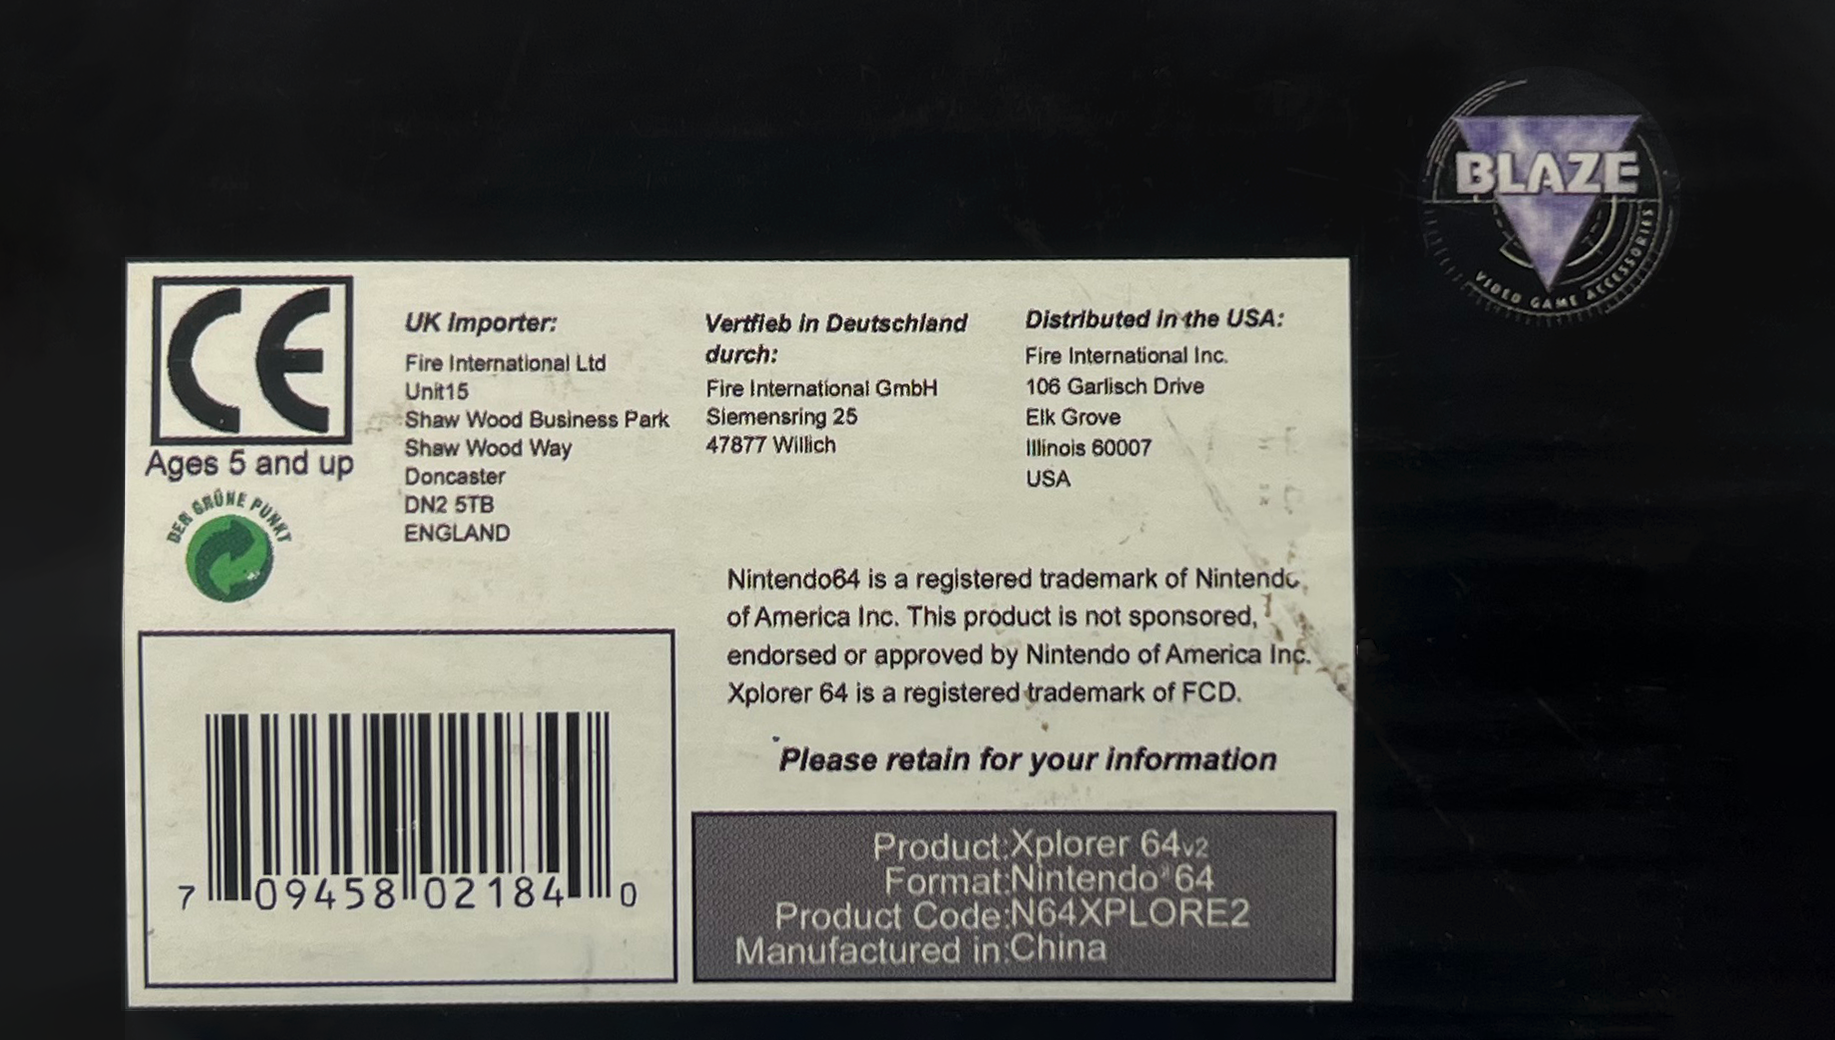 BLAZE
VIDEO GAME ACCESSORIES
CE
Ages 5 and up
DER GRÜNE PUNKT
UK Importer:
Fire International Ltd
Unit15
Shaw Wood Business Park
Shaw Wood Way
Doncaster
DN2 5TB
ENGLAND
Vertrieb in Deutschland
durch:
Fire International GmbH
Siemensring 25
47877 Willich
Distributed in the USA:
Fire International Inc.
106 Garlisch Drive
Elk Grove
Illinois 60007
USA
Nintendo64 is a registered trademark of Nintendo
of America Inc. This product is not sponsored,
endorsed or approved by Nintendo of America Inc.
Xplorer 64 is a registered trademark of FCD.
Please retain for your information
7 09458 02184 0
Product:Xplorer 64v2
Format:Nintendo®64
Product Code:N64XPLORE2
Manufactured in:China